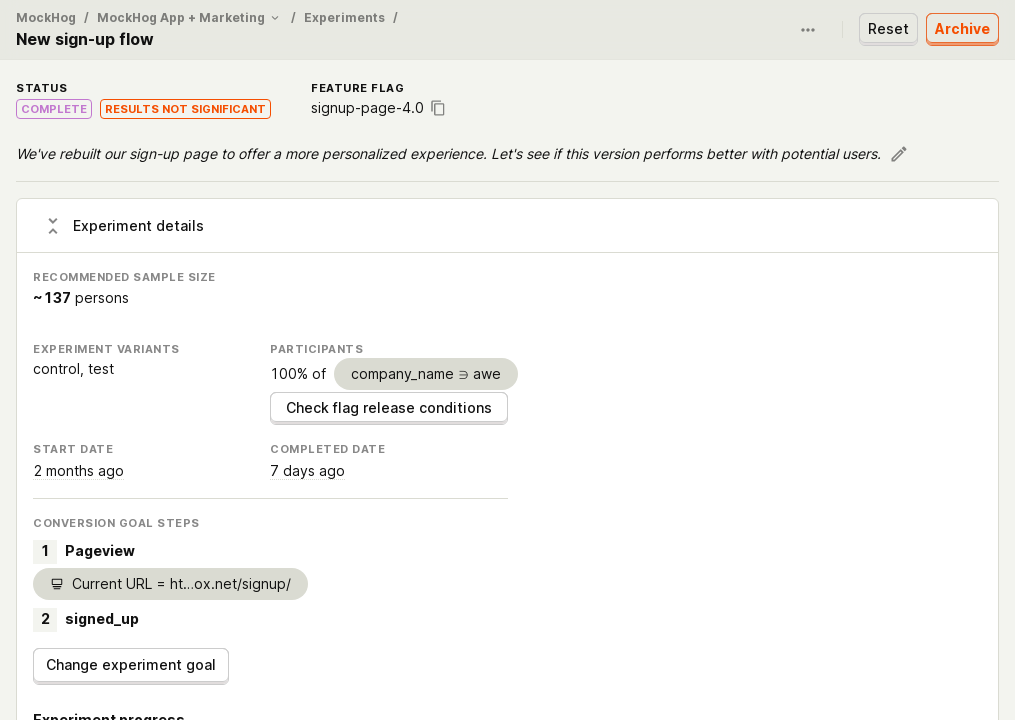 MockHog / MockHog App + Marketing / Experiments /
New sign-up flow
Reset
Archive
STATUS
FEATURE FLAG
COMPLETE
RESULTS NOT SIGNIFICANT
signup-page-4.0
We've rebuilt our sign-up page to offer a more personalized experience. Let's see if this version performs better with potential users.
Experiment details
RECOMMENDED SAMPLE SIZE
~137 persons
EXPERIMENT VARIANTS
control, test
PARTICIPANTS
100% of company_name ∋ awe
Check flag release conditions
START DATE
2 months ago
COMPLETED DATE
7 days ago
CONVERSION GOAL STEPS
1 Pageview
Current URL = ht...ox.net/signup/
2 signed_up
Change experiment goal
Experiment progress